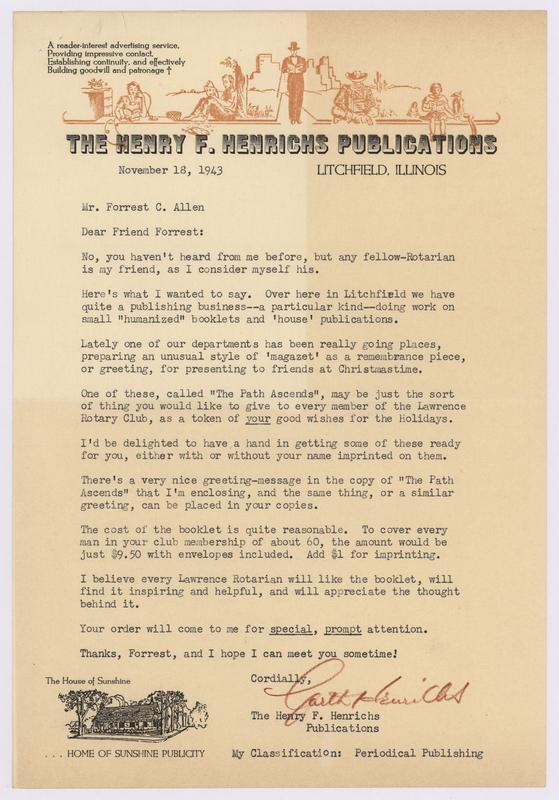 A reader-interest advertising service,
Providing impressive contact,
Establishing continuity, and effectively
Building goodwill and patronage †
THE HENRY F. HENRICHS PUBLICATIONS
November 18, 1943
LITCHFIELD, ILLINOIS
Mr. Forrest C. Allen
Dear Friend Forrest:
No, you haven't heard from me before, but any fellow-Rotarian
is my friend, as I consider myself his.
Here's what I wanted to say. Over here in Litchfield we have
quite a publishing business--a particular kind--doing work on
small "humanized" booklets and 'house' publications.
Lately one of our departments has been really going places,
preparing an unusual style of 'magazet' as a remembrance piece,
or greeting, for presenting to friends at Christmastime.
One of these, called "The Path Ascends", may be just the sort
of thing you would like to give to every member of the Lawrence
Rotary Club, as a token of your good wishes for the Holidays.
I'd be delighted to have a hand in getting some of these ready
for you, either with or without your name imprinted on them.
There's a very nice greeting-message in the copy of "The Path
Ascends" that I'm enclosing, and the same thing, or a similar
greeting, can be placed in your copies.
The cost of the booklet is quite reasonable. To cover every
man in your club membership of about 60, the amount would be
just $9.50 with envelopes included. Add $1 for imprinting.
I believe every Lawrence Rotarian will like the booklet, will
find it inspiring and helpful, and will appreciate the thought
behind it.
Your order will come to me for special, prompt attention.
Thanks, Forrest, and I hope I can meet you sometime!
Cordially,
Garth Henrichs
The Henry F. Henrichs
Publications
The House of Sunshine
. . . HOME OF SUNSHINE PUBLICITY
My Classification: Periodical Publishing